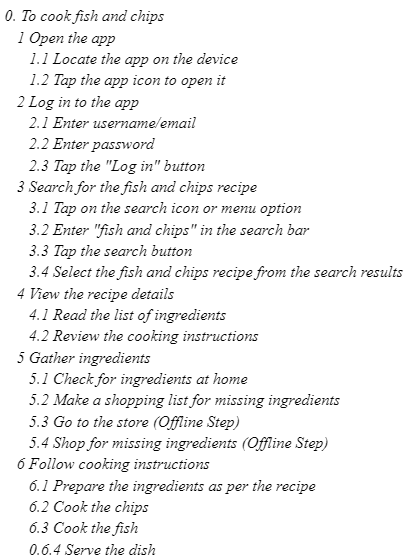 0. To cook fish and chips
1 Open the app
1.1 Locate the app on the device
1.2 Tap the app icon to open it
2 Log in to the app
2.1 Enter username/email
2.2 Enter password
2.3 Tap the "Log in" button
3 Search for the fish and chips recipe
3.1 Tap on the search icon or menu option
3.2 Enter "fish and chips" in the search bar
3.3 Tap the search button
3.4 Select the fish and chips recipe from the search results
4 View the recipe details
4.1 Read the list of ingredients
4.2 Review the cooking instructions
5 Gather ingredients
5.1 Check for ingredients at home
5.2 Make a shopping list for missing ingredients
5.3 Go to the store (Offline Step)
5.4 Shop for missing ingredients (Offline Step)
6 Follow cooking instructions
6.1 Prepare the ingredients as per the recipe
6.2 Cook the chips
6.3 Cook the fish
0.6.4 Serve the dish